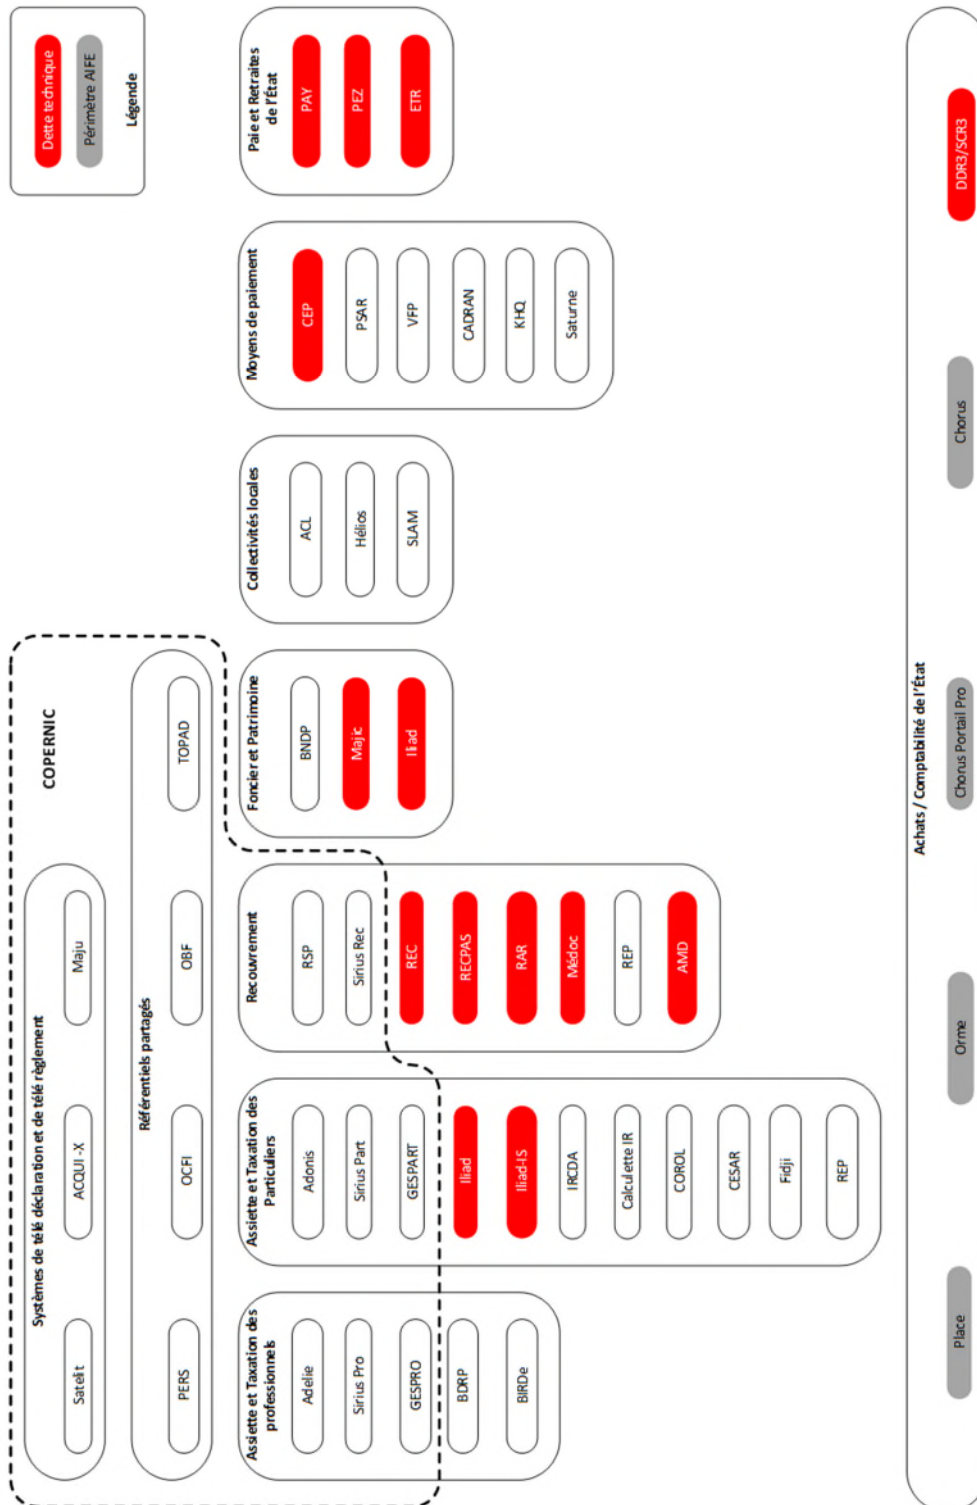 COPERNIC
Systèmes de télé déclaration et de télé règlement
Satelit
ACQUI -X
Maju
Référentiels partagés
PERS
OCFI
OBF
TOPAD
Assiette et Taxation des
professionnels
Adelie
Sirius Pro
GESPRO
BDRP
BIRDe
Assiette et Taxation des
Particuliers
Adonis
Sirius Part
GESPART
Iliad
Iliad-IS
IRCDA
Calculette IR
COROL
CESAR
Fidji
REP
Recouvrement
RSP
Sirius Rec
REC
RECPAS
RAR
Médoc
REP
AMD
Foncier et Patrimoine
BNDP
Majic
Iliad
Collectivités locales
ACL
Hélios
SLAM
Moyens de paiement
CEP
PSAR
VFP
CADRAN
KHQ
Saturne
Paie et Retraites
de l'État
PAY
PEZ
ETR
Dette technique
Périmètre AIFE
Légende
Achats / Comptabilité de l'État
Place
Orme
Chorus Portail Pro
Chorus
DDR3/SCR3